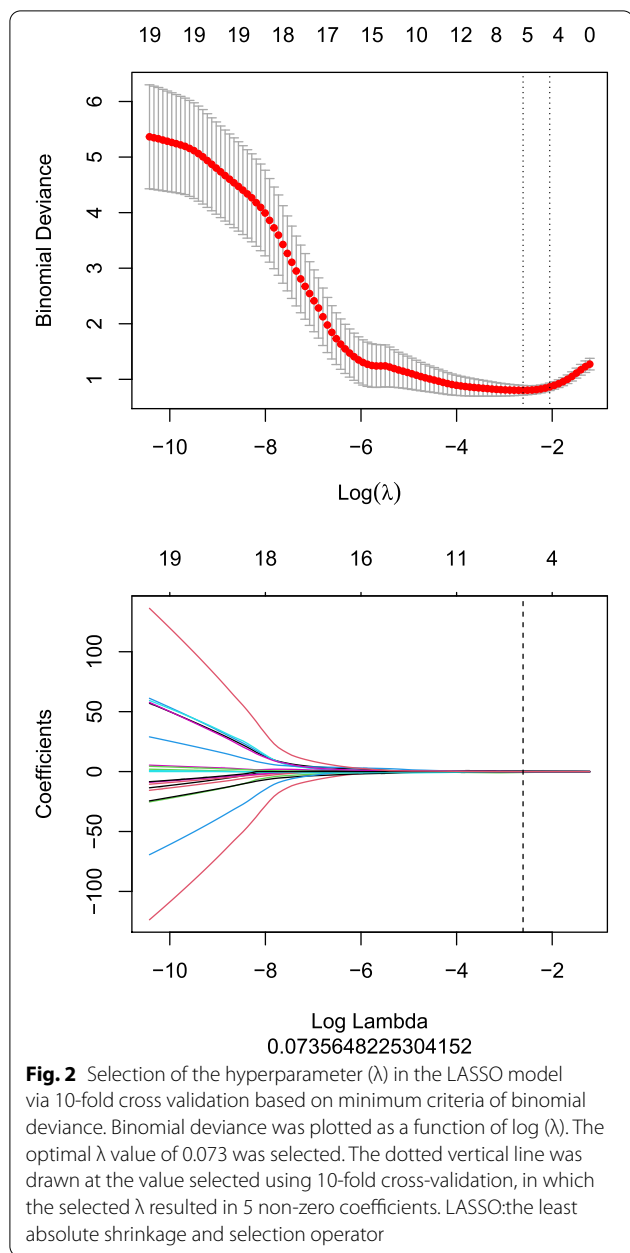 19 19 19 18 17 15 10 12 8 5 4 0
6
5
4
3
2
1
Binomial Deviance
−10 −8 −6 −4 −2
Log(λ)
19 18 16 11 4
100
50
0
−50
−100
Coefficients
−10 −8 −6 −4 −2
Log Lambda
0.0735648225304152
Fig. 2 Selection of the hyperparameter (λ) in the LASSO model
via 10-fold cross validation based on minimum criteria of binomial
deviance. Binomial deviance was plotted as a function of log (λ). The
optimal λ value of 0.073 was selected. The dotted vertical line was
drawn at the value selected using 10-fold cross-validation, in which
the selected λ resulted in 5 non-zero coefficients. LASSO:the least
absolute shrinkage and selection operator